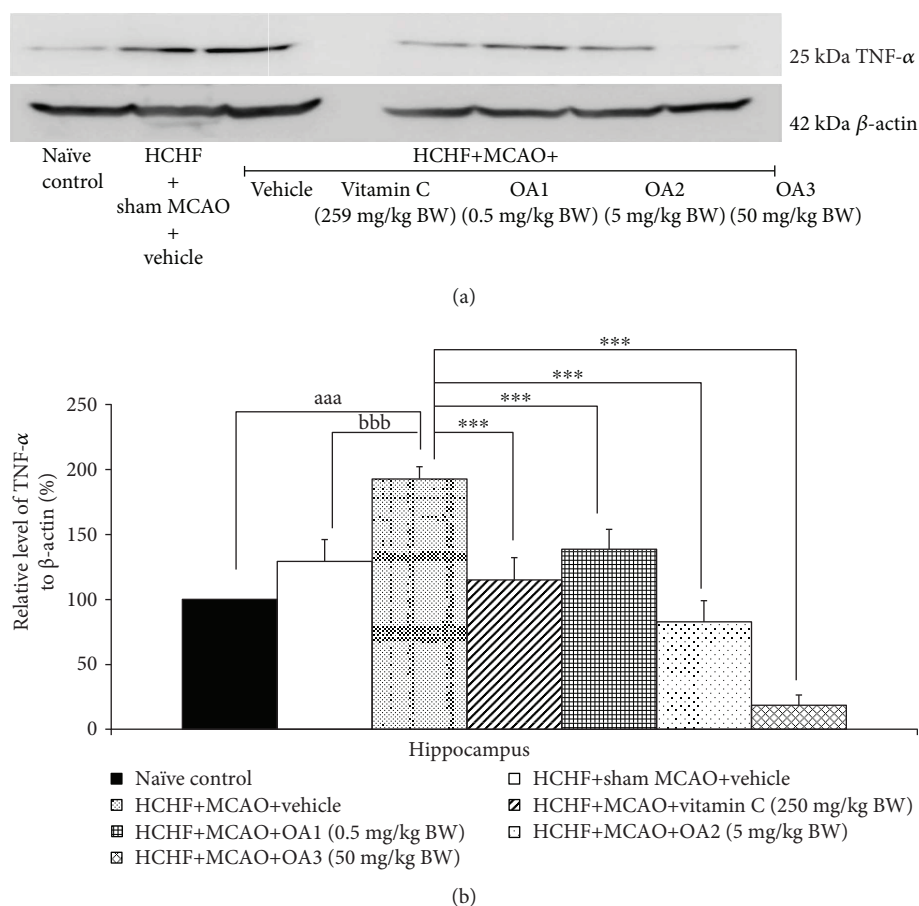 25 kDa TNF-α
42 kDa β-actin
Naïve
control
HCHF
+
sham MCAO
+
vehicle
HCHF+MCAO+
Vehicle
Vitamin C
(259 mg/kg BW)
OA1
(0.5 mg/kg BW)
OA2
(5 mg/kg BW)
OA3
(50 mg/kg BW)
(a)
Relative level of TNF-α
to β-actin (%)
250
200
150
100
50
0
aaa
bbb
***
***
***
***
Hippocampus
Naïve control
HCHF+sham MCAO+vehicle
HCHF+MCAO+vehicle
HCHF+MCAO+vitamin C (250 mg/kg BW)
HCHF+MCAO+OA1 (0.5 mg/kg BW)
HCHF+MCAO+OA2 (5 mg/kg BW)
HCHF+MCAO+OA3 (50 mg/kg BW)
(b)